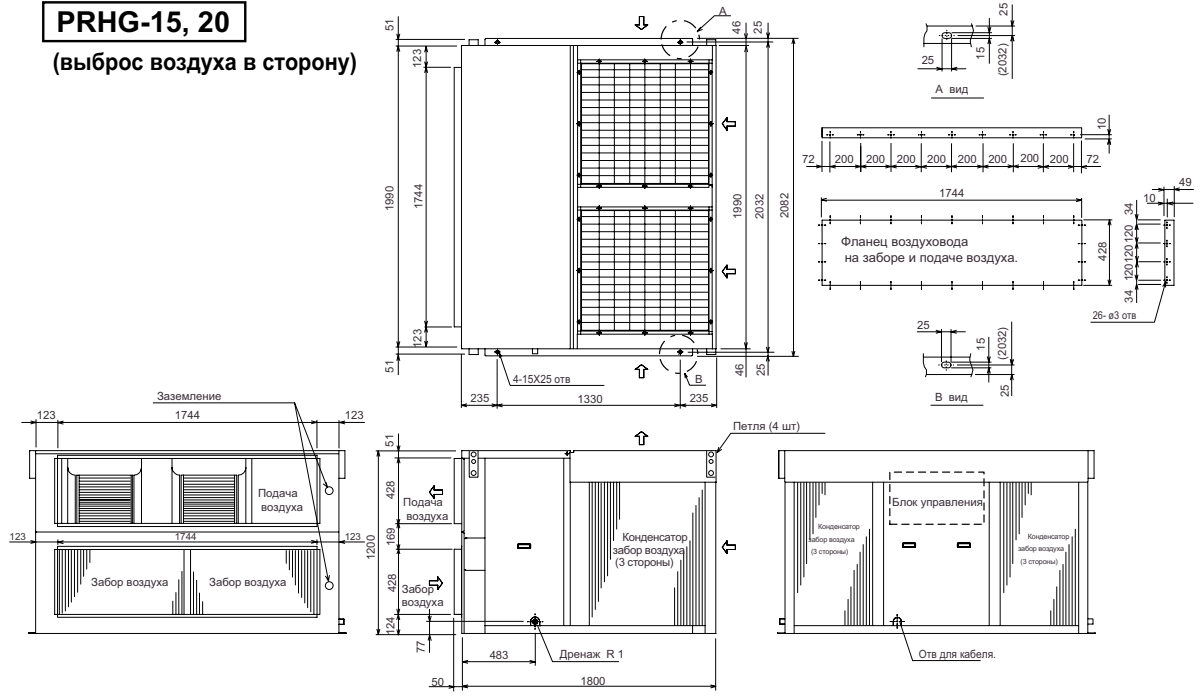 PRHG-15, 20
(выброс воздуха в сторону)
51
123
1990
1744
123
51
A
46
25
1990
2032
2082
46
25
B
4-15X25 отв
235
1330
235
25
25
15
(2032)
A вид
10
72
200
200
200
200
200
200
200
200
72
1744
49
10
Фланец воздуховода
на заборе и подаче воздуха.
428
34
120
120
120
34
26- ø3 отв
25
15
(2032)
25
B вид
Заземление
123
1744
123
Подача
воздуха
123
1744
123
Забор воздуха
Забор воздуха
Петля (4 шт)
51
428
169
428
124
1200
77
Подача
воздуха
Забор
воздуха
Конденсатор
забор воздуха
(3 стороны)
483
Дренаж R 1
50
1800
Блок управления
Конденсатор
забор воздуха
(3 стороны)
Конденсатор
забор воздуха
(3 стороны)
Отв для кабеля.